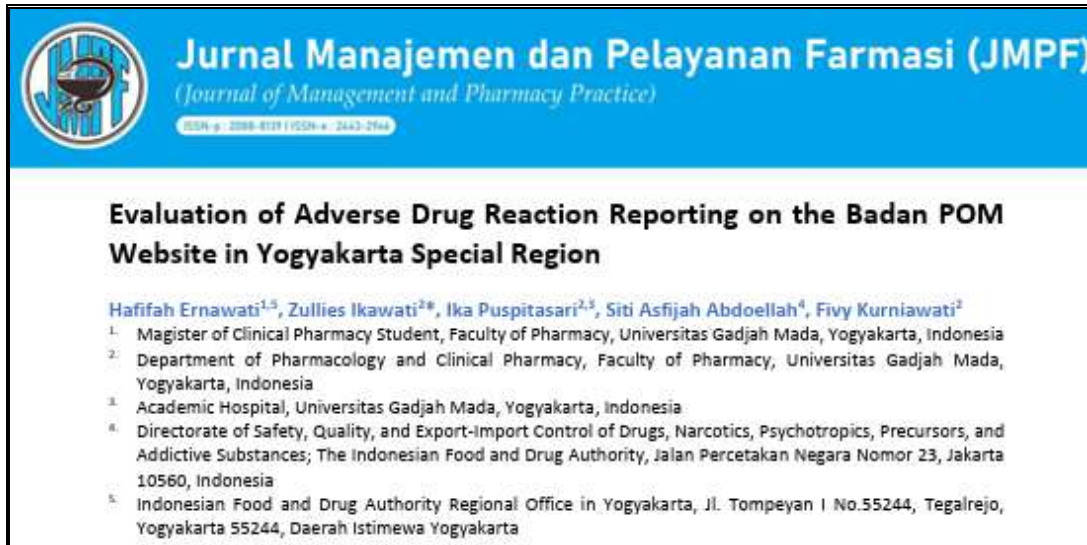 Jurnal Manajemen dan Pelayanan Farmasi (JMPF)
(Journal of Management and Pharmacy Practice)
Evaluation of Adverse Drug Reaction Reporting on the Badan POM
Website in Yogyakarta Special Region
Hafifah Ernawati1,5, Zullies Ikawati2*, Ika Puspitasari2,3, Siti Asfijah Abdoellah4, Fivy Kurniawati2
1. Magister of Clinical Pharmacy Student, Faculty of Pharmacy, Universitas Gadjah Mada, Yogyakarta, Indonesia
2. Department of Pharmacology and Clinical Pharmacy, Faculty of Pharmacy, Universitas Gadjah Mada,
Yogyakarta, Indonesia
3. Academic Hospital, Universitas Gadjah Mada, Yogyakarta, Indonesia
4. Directorate of Safety, Quality, and Export-Import Control of Drugs, Narcotics, Psychotropics, Precursors, and
Addictive Substances; The Indonesian Food and Drug Authority, Jalan Percetakan Negara Nomor 23, Jakarta
10560, Indonesia
5. Indonesian Food and Drug Authority Regional Office in Yogyakarta, Jl. Tompeyan I No.55244, Tegalrejo,
Yogyakarta 55244, Daerah Istimewa Yogyakarta